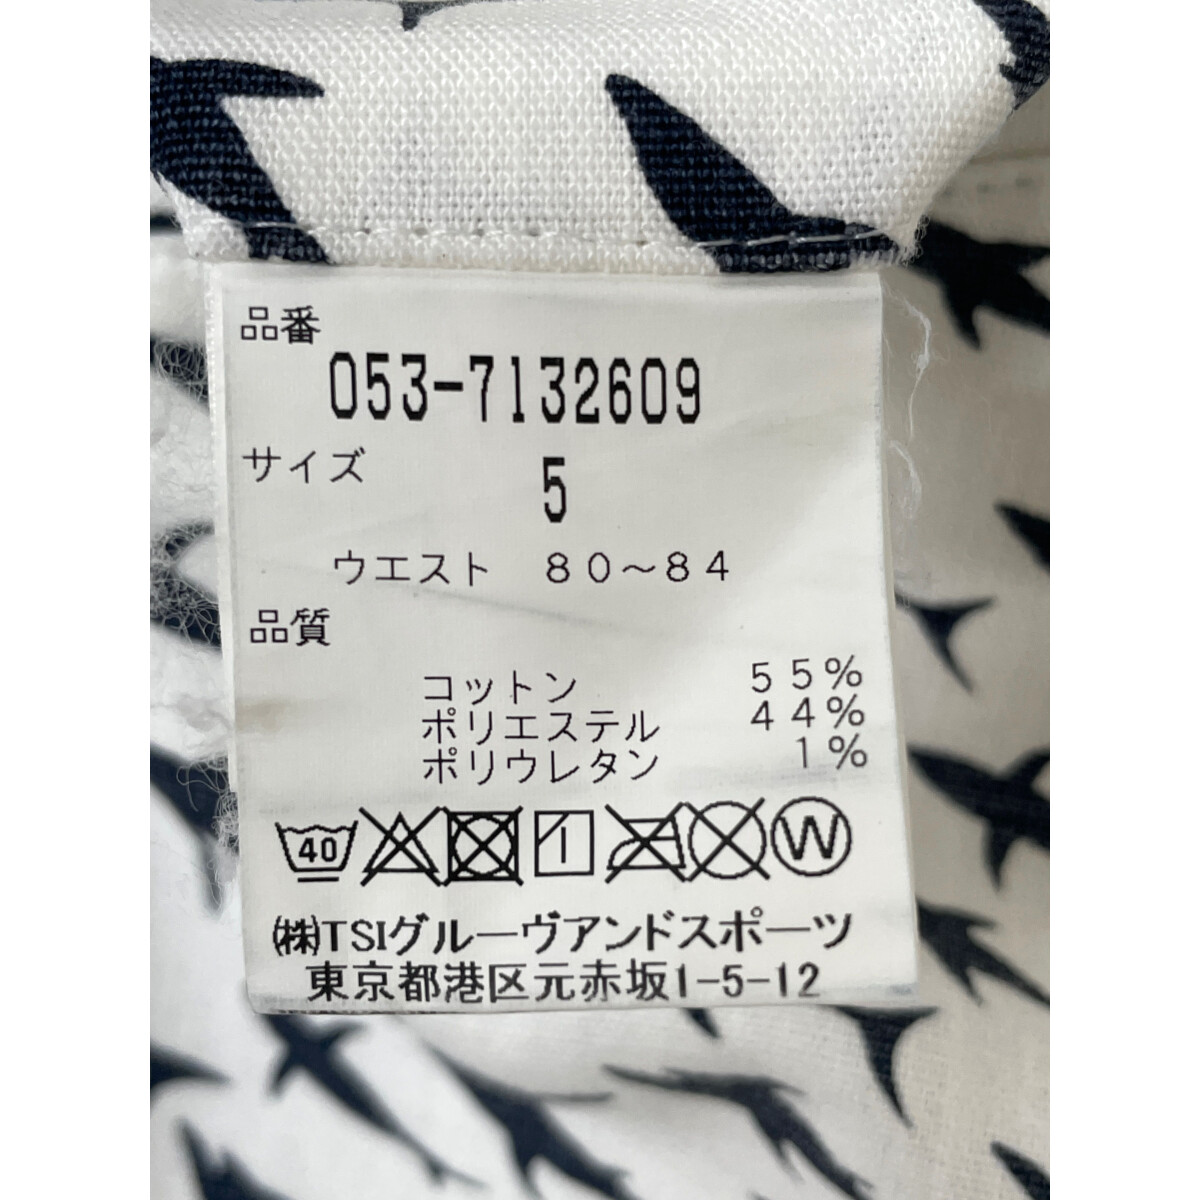 品番
053-7132609
サイズ 5
ウエスト 80～84
品質
コットン 55%
ポリエステル 44%
ポリウレタン 1%
40 W
㈱TSIグルーヴアンドスポーツ
東京都港区元赤坂1-5-12